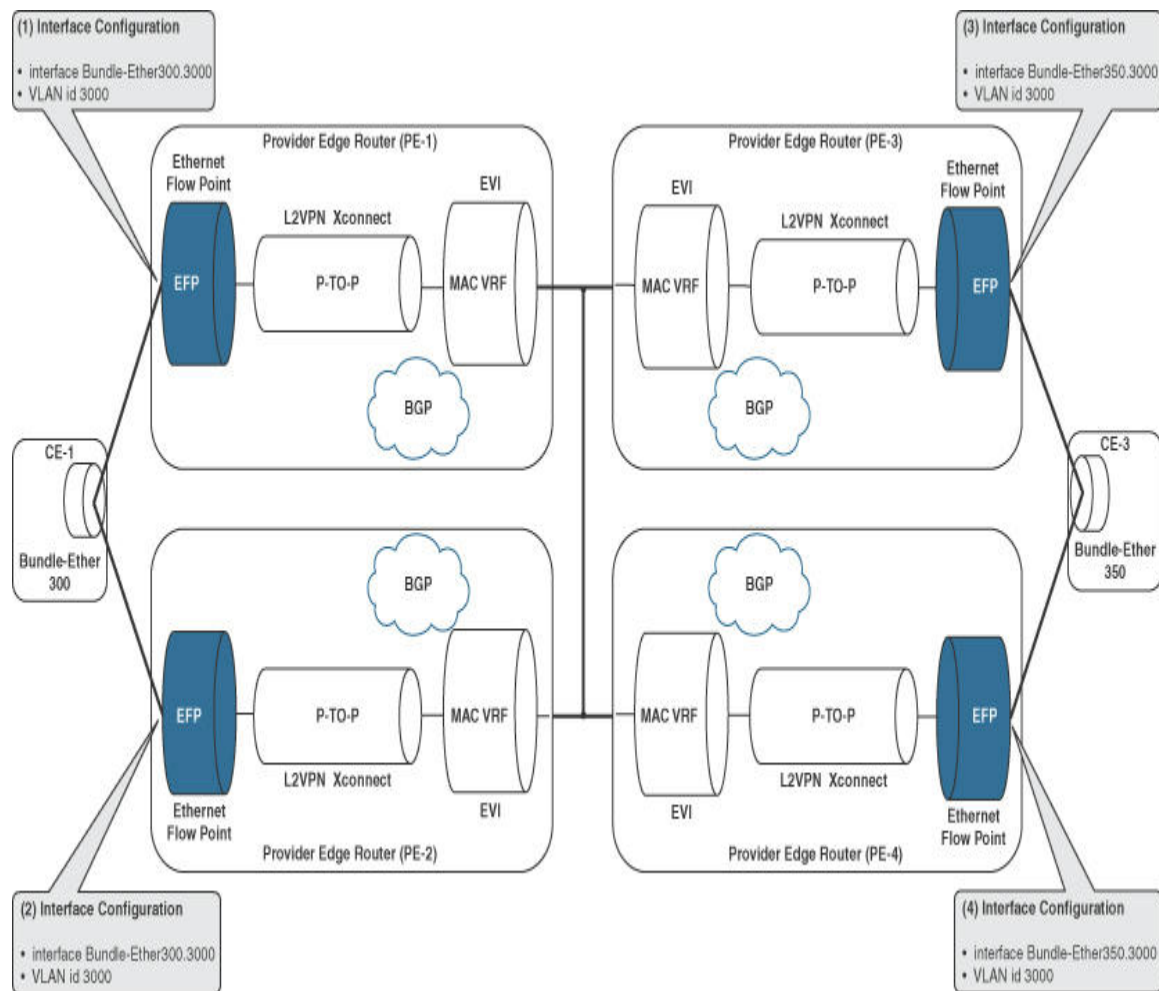 (1) Interface Configuration
• interface Bundle-Ether300.3000
• VLAN id 3000
(3) Interface Configuration
• interface Bundle-Ether350.3000
• VLAN id 3000
Provider Edge Router (PE-1)
Ethernet
Flow Point
EVI
L2VPN Xconnect
EFP
P-TO-P
MAC VRF
BGP
Provider Edge Router (PE-3)
EVI
Ethernet
Flow Point
L2VPN Xconnect
MAC VRF
P-TO-P
EFP
BGP
CE-1
Bundle-Ether
300
CE-3
Bundle-Ether
350
BGP
EFP
P-TO-P
MAC VRF
L2VPN Xconnect
Ethernet
Flow Point
EVI
Provider Edge Router (PE-2)
BGP
MAC VRF
P-TO-P
EFP
L2VPN Xconnect
EVI
Ethernet
Flow Point
Provider Edge Router (PE-4)
(2) Interface Configuration
• interface Bundle-Ether300.3000
• VLAN id 3000
(4) Interface Configuration
• interface Bundle-Ether350.3000
• VLAN id 3000